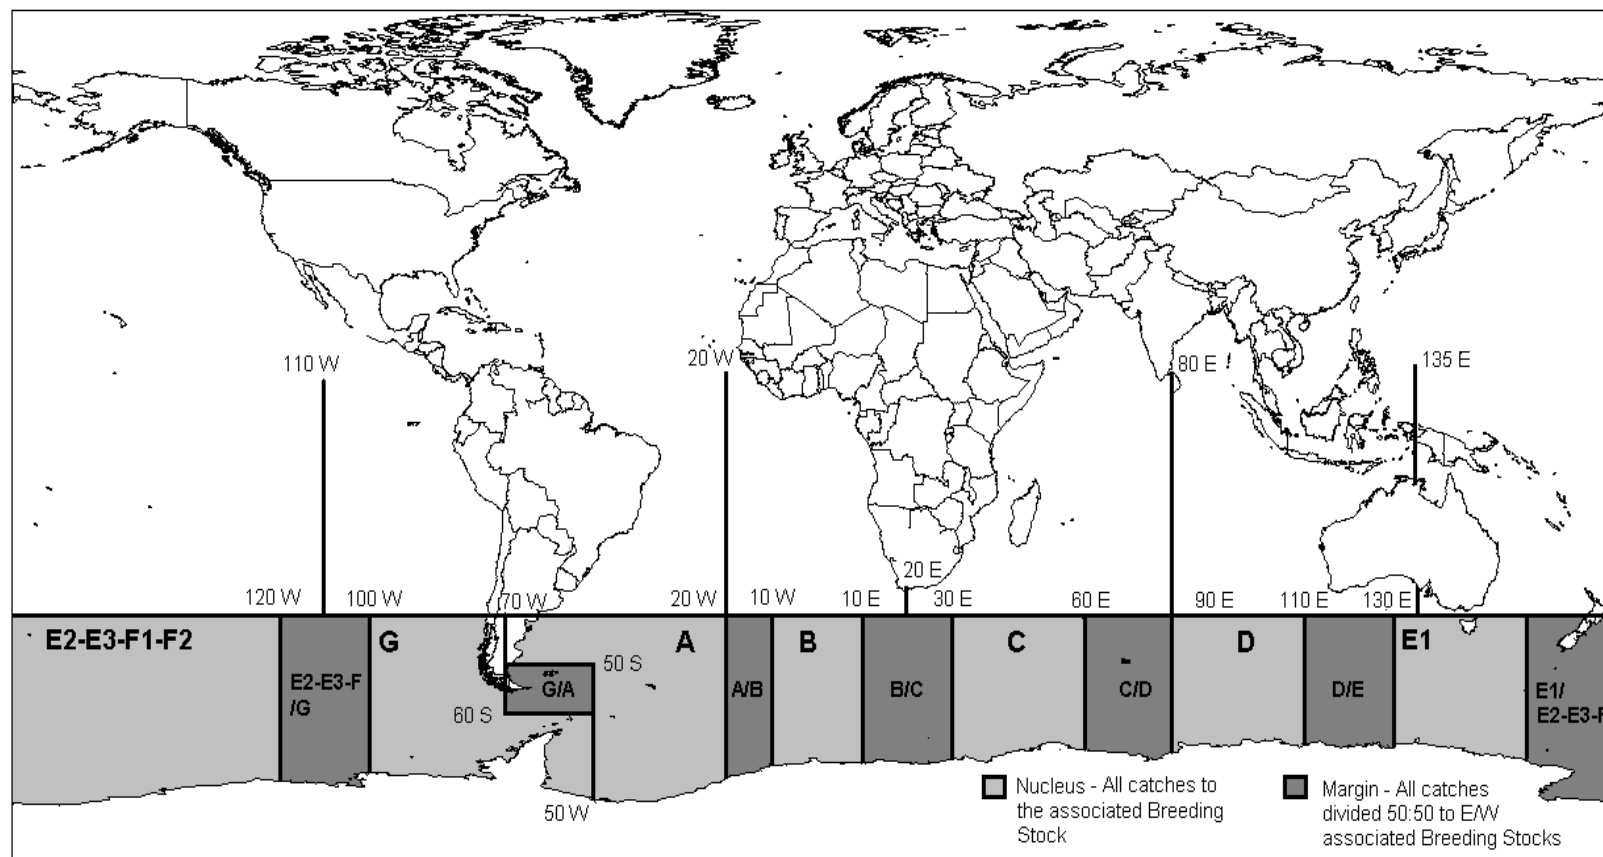 110 W
20 W
80 E
135 E
20 E
120 W
100 W
70 W
20 W
10 W
10 E
30 E
60 E
90 E
110 E
130 E
E2-E3-F1-F2
G
A
B
C
D
E1
E2-E3-F
/G
G/A
50 S
60 S
A/B
B/C
C/D
D/E
E1/
E2-E3-F
50 W
Nucleus - All catches to
the associated Breeding
Stock
Margin - All catches
divided 50:50 to E/W
associated Breeding Stocks